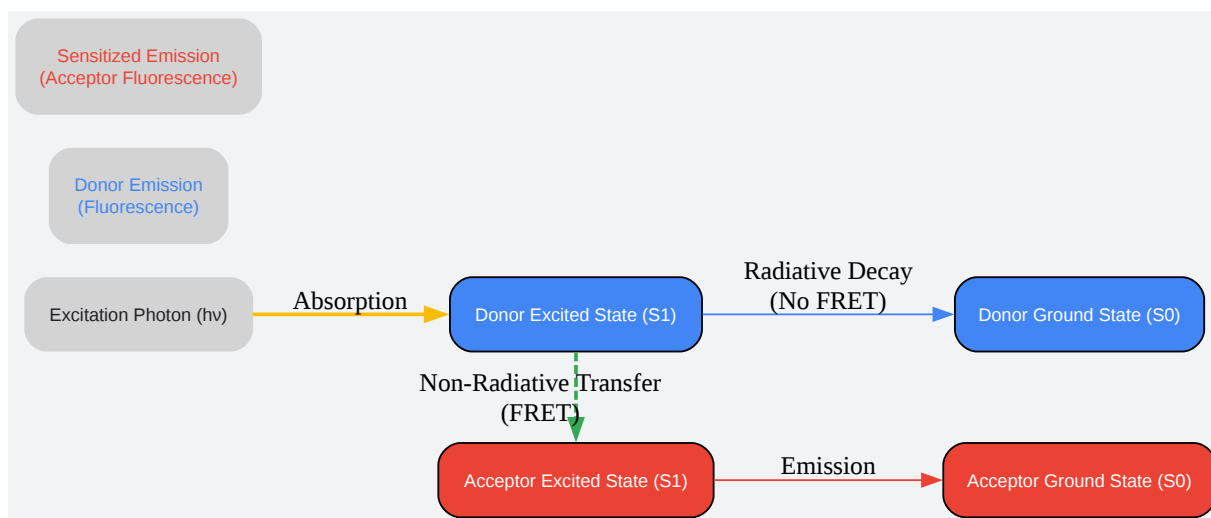 Sensitized Emission
(Acceptor Fluorescence)
Donor Emission
(Fluorescence)
Excitation Photon (hν)
Absorption
Donor Excited State (S1)
Radiative Decay
(No FRET)
Donor Ground State (S0)
Non-Radiative Transfer
(FRET)
Acceptor Excited State (S1)
Emission
Acceptor Ground State (S0)